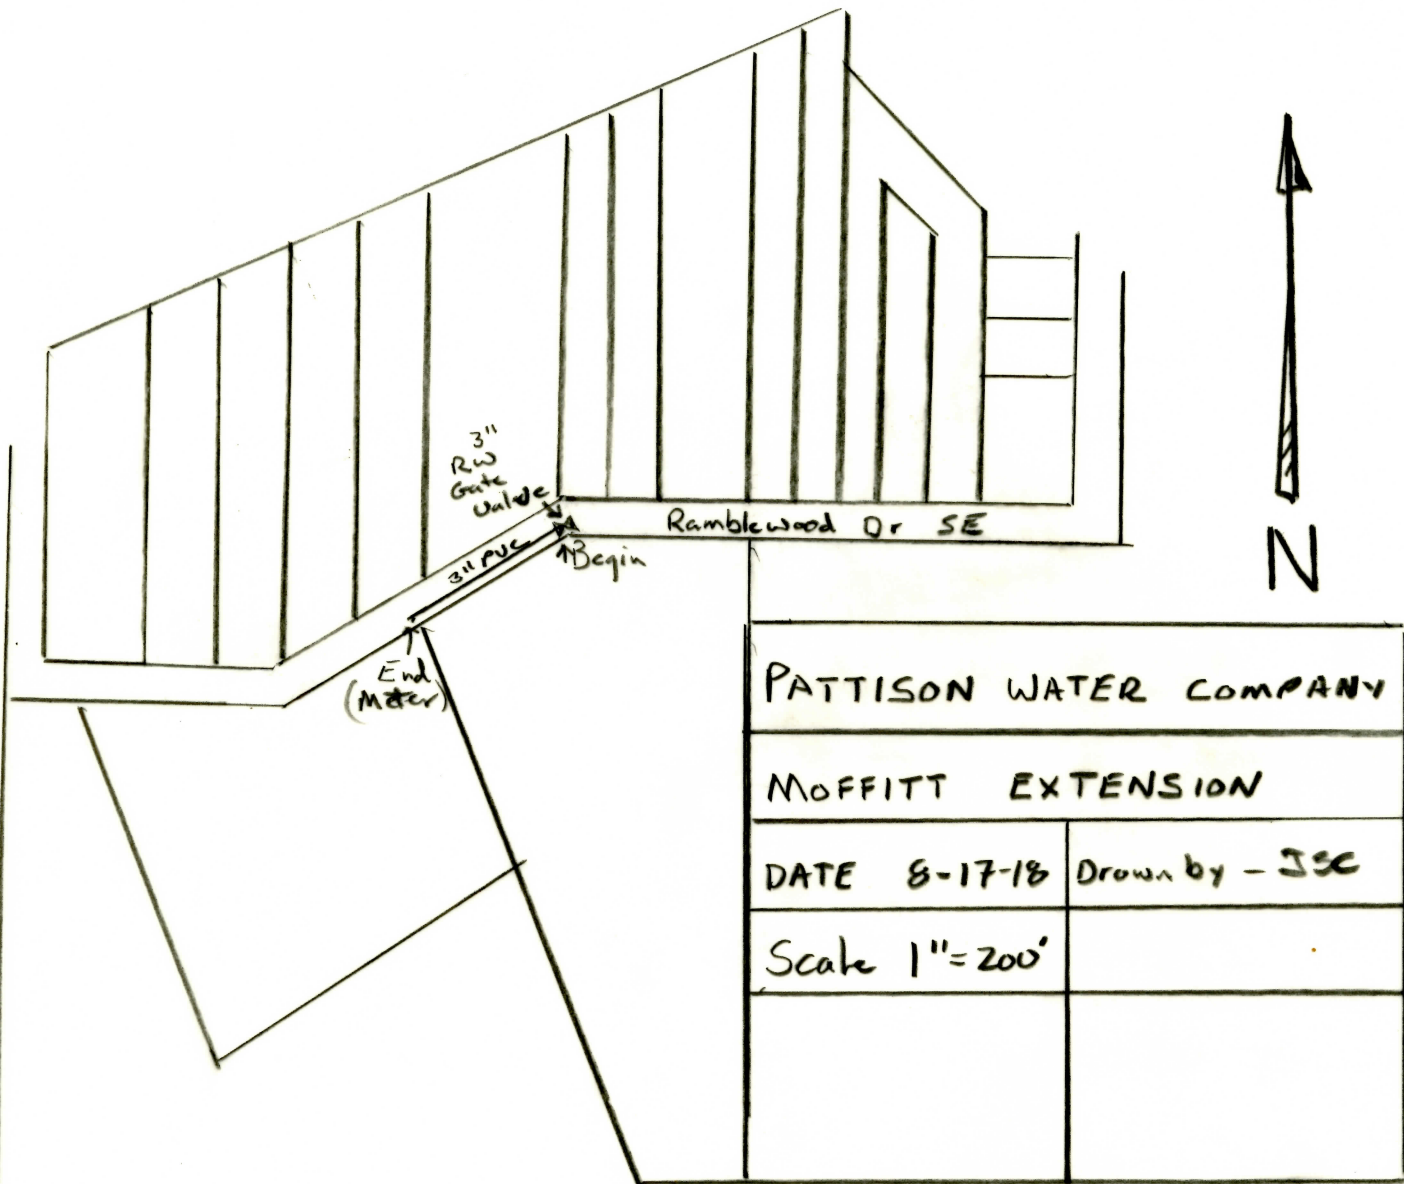 3"
RW
Gate
Valve
Ramblewood Dr SE
3" PVC
Begin
N
End
(Meter)
PATTISON WATER COMPANY
MOFFITT EXTENSION
DATE 8-17-18
Drawn by - JSC
Scale 1"=200'